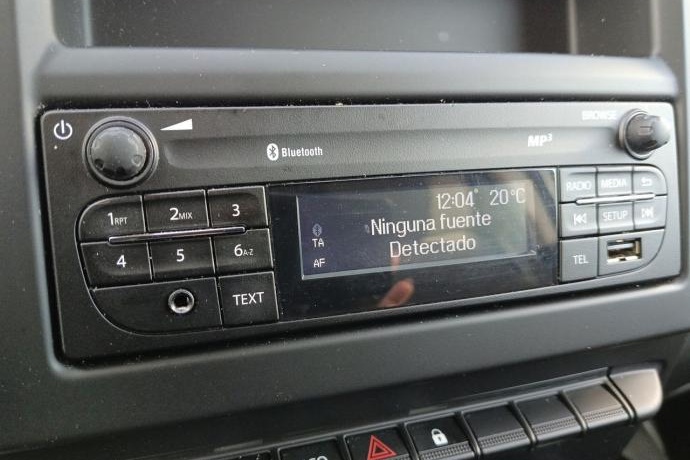 BROWSE
Bluetooth
MP3
12:04 20°C
Ninguna fuente
Detectado
TA
AF
1RPT
2MIX
3
4
5
6A-Z
TEXT
RADIO
MEDIA
SETUP
TEL